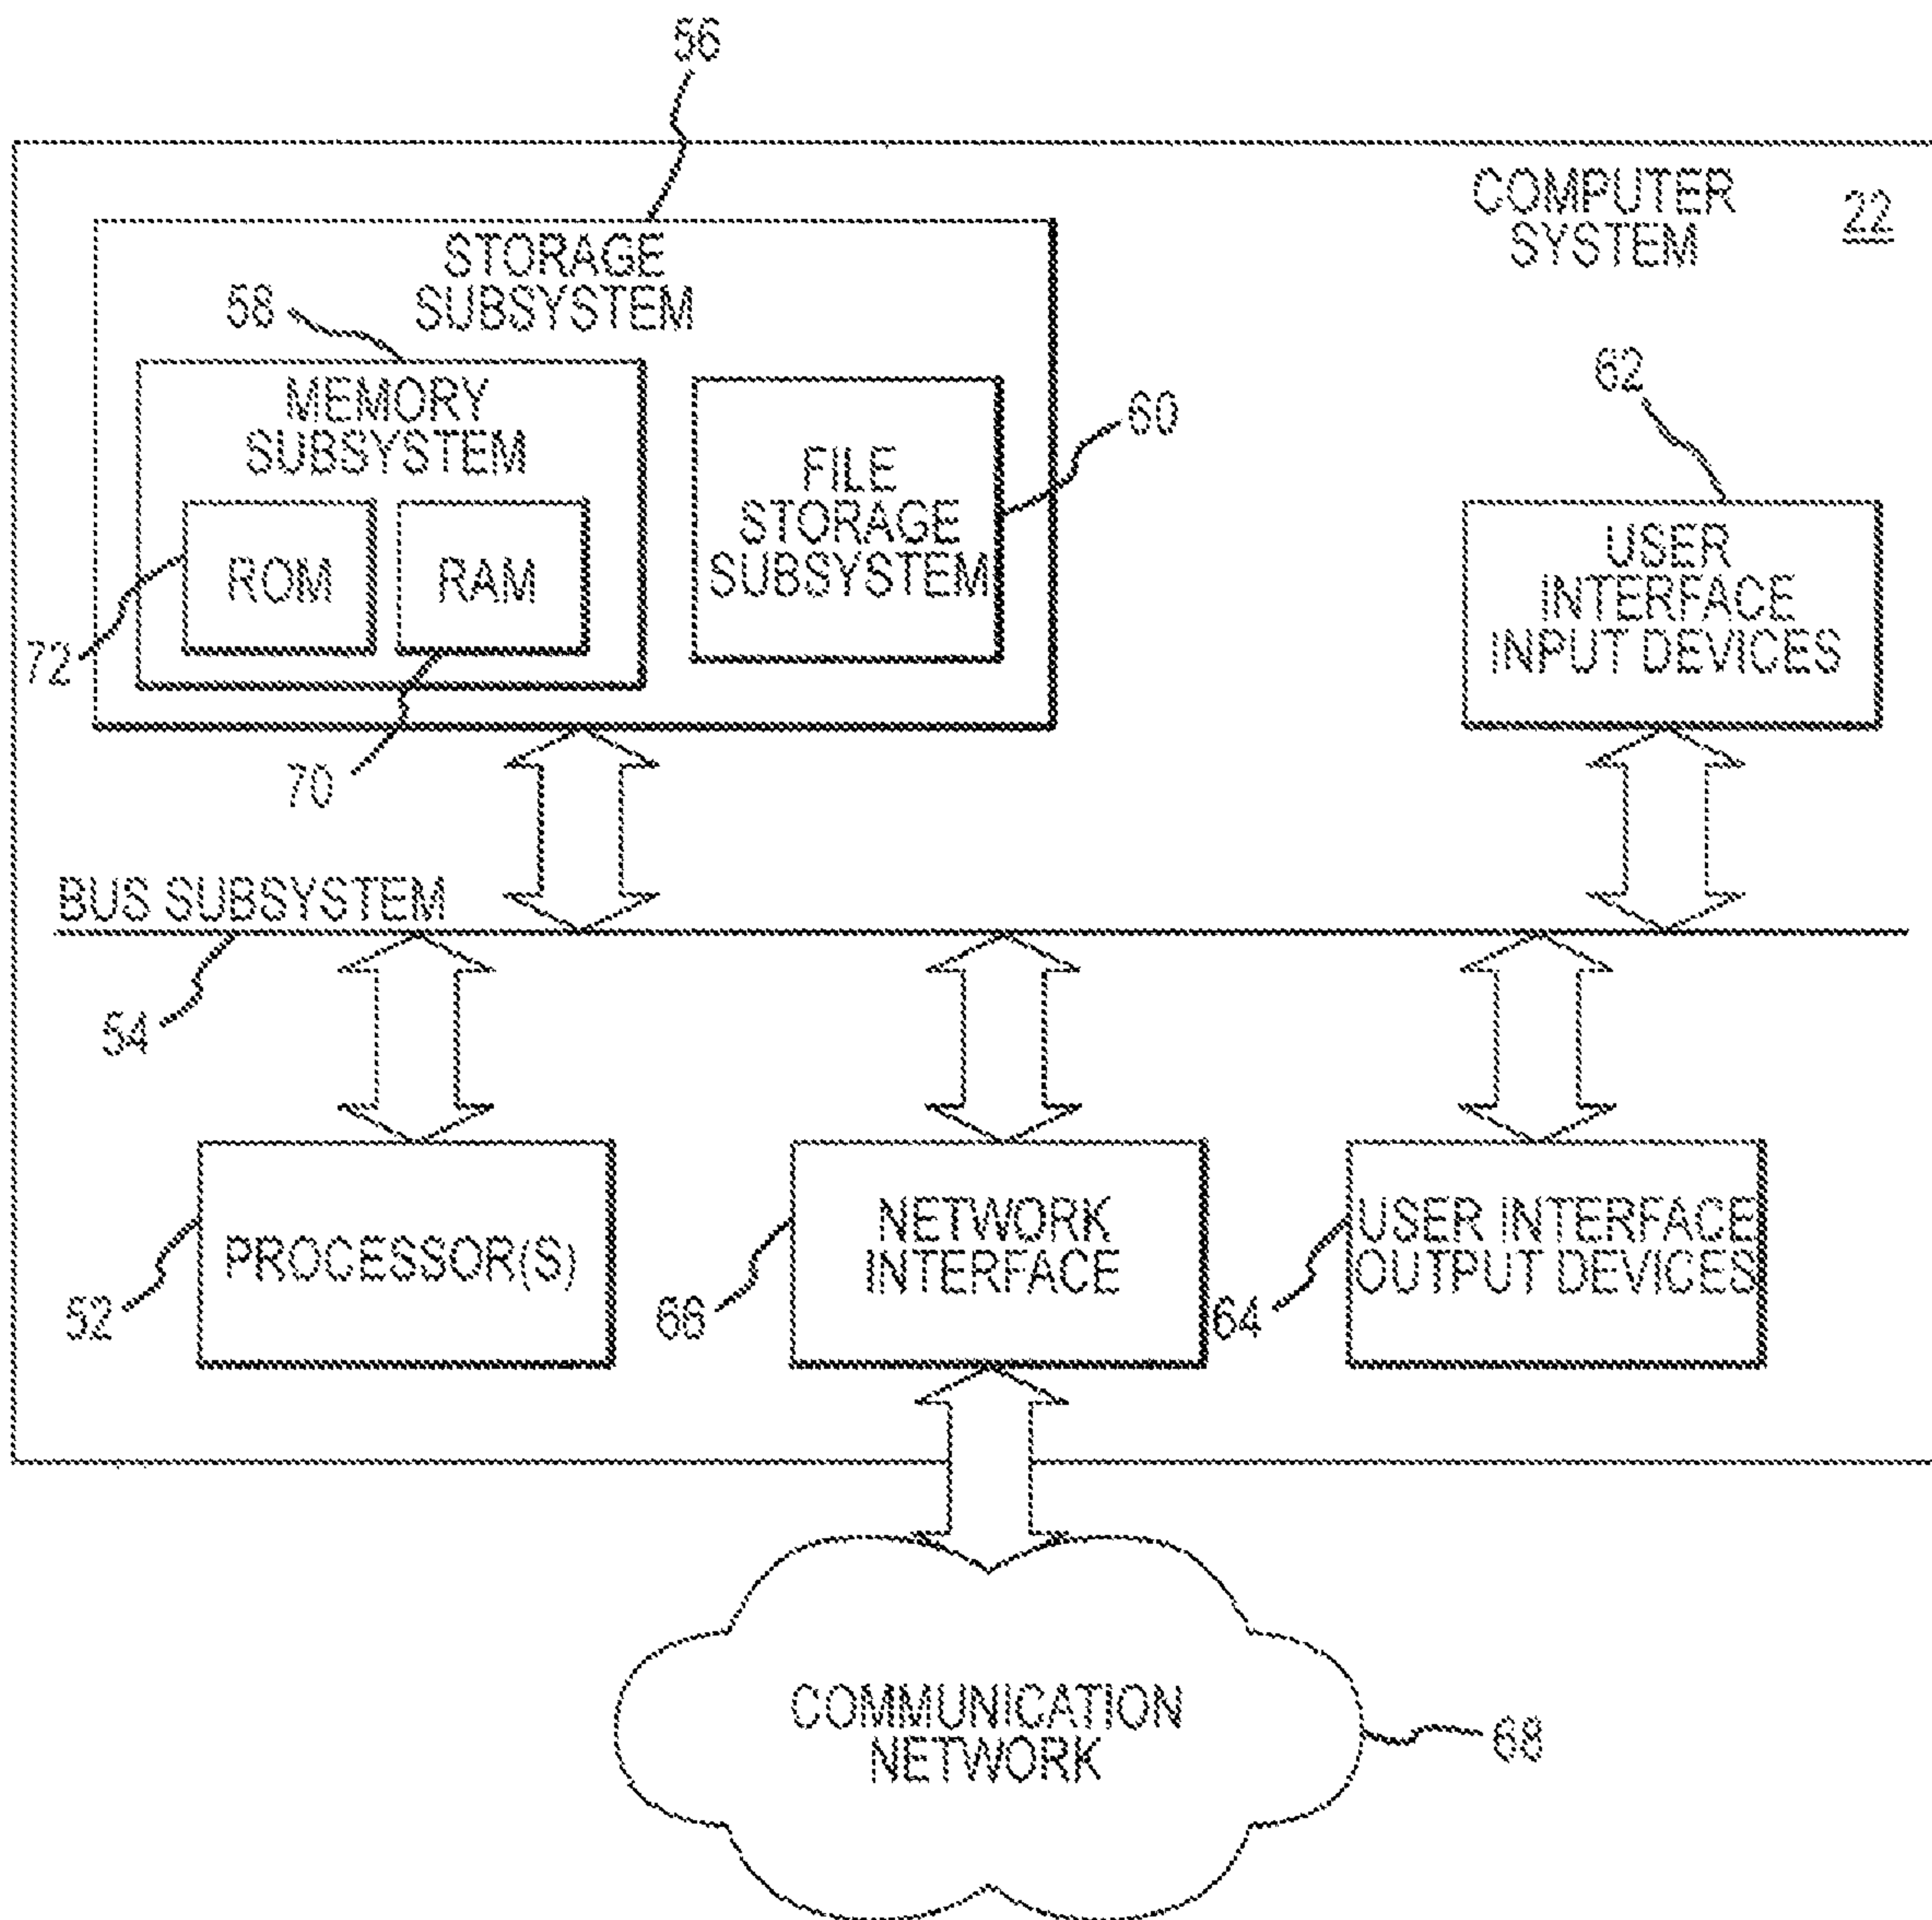 56
COMPUTER
SYSTEM
22
STORAGE
SUBSYSTEM
58
MEMORY
SUBSYSTEM
ROM
RAM
72
70
FILE
STORAGE
SUBSYSTEM
60
62
USER
INTERFACE
INPUT DEVICES
BUS SUBSYSTEM
54
PROCESSOR(S)
52
NETWORK
INTERFACE
66
USER INTERFACE
OUTPUT DEVICES
64
COMMUNICATION
NETWORK
68